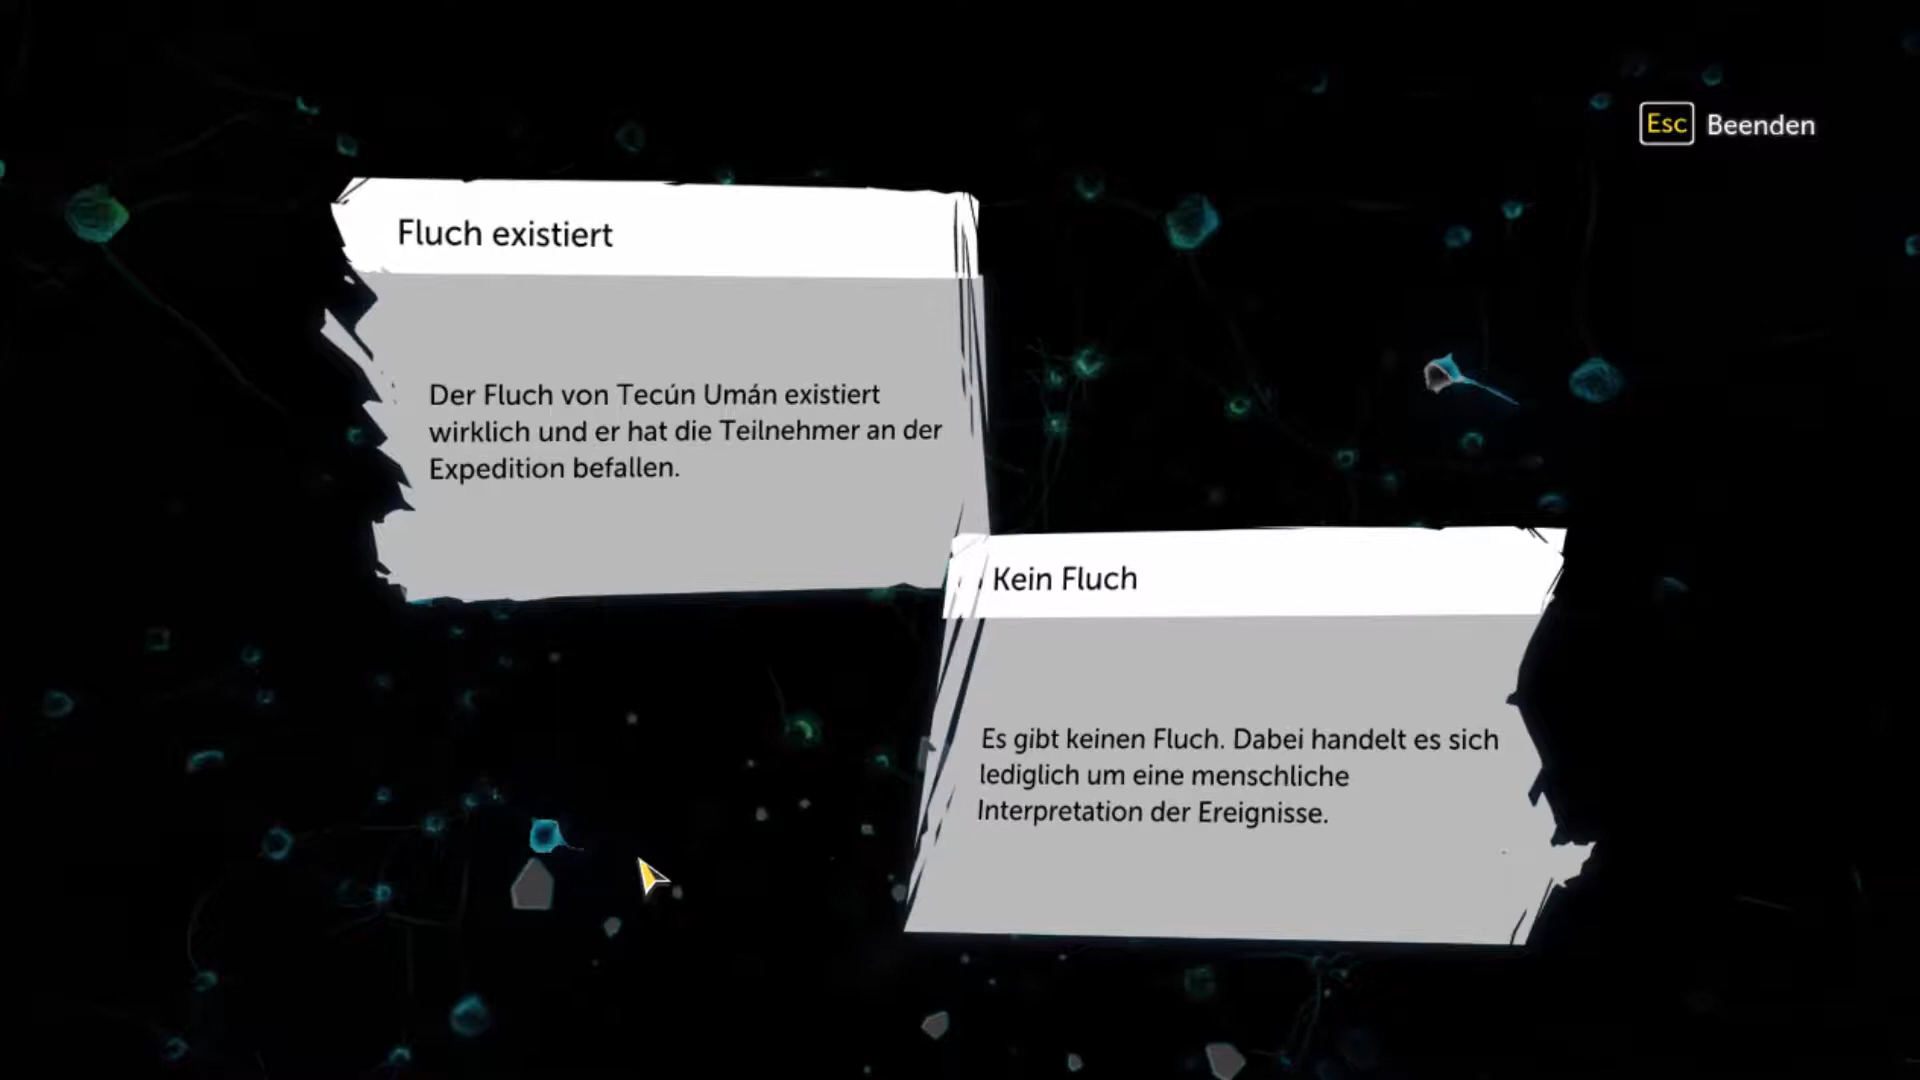 Esc Beenden
Fluch existiert
Der Fluch von Tecún Umán existiert
wirklich und er hat die Teilnehmer an der
Expedition befallen.
Kein Fluch
Es gibt keinen Fluch. Dabei handelt es sich
lediglich um eine menschliche
Interpretation der Ereignisse.